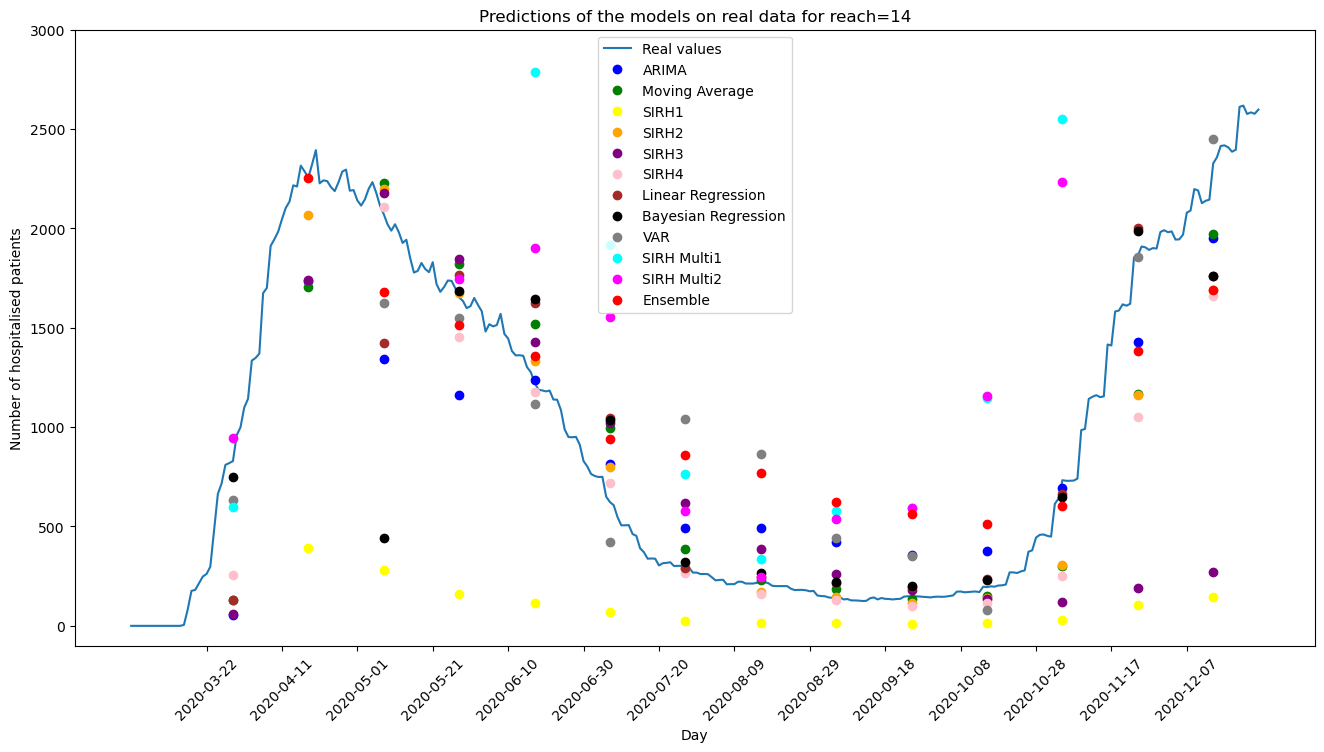 Predictions of the models on real data for reach=14
Number of hospitalised patients
3000
2500
2000
1500
1000
500
0
Real values
ARIMA
Moving Average
SIRH1
SIRH2
SIRH3
SIRH4
Linear Regression
Bayesian Regression
VAR
SIRH Multi1
SIRH Multi2
Ensemble
2020-03-22
2020-04-11
2020-05-01
2020-05-21
2020-06-10
2020-06-30
2020-07-20
2020-08-09
2020-08-29
2020-09-18
2020-10-08
2020-10-28
2020-11-17
2020-12-07
Day